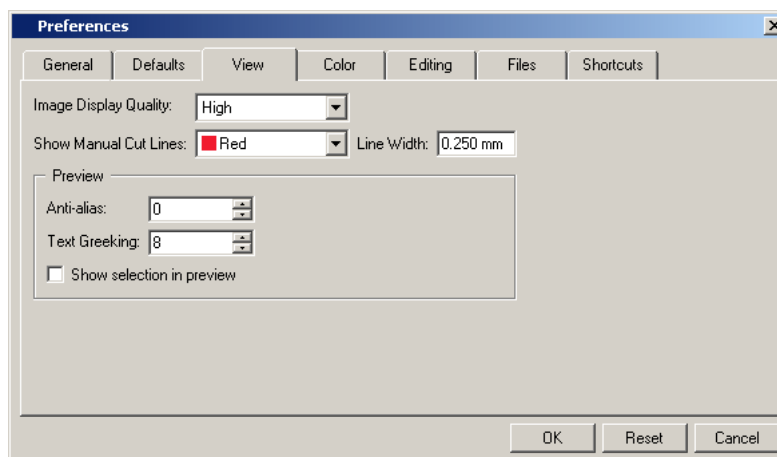 Preferences
General Defaults View Color Editing Files Shortcuts
Image Display Quality: High
Show Manual Cut Lines: Red Line Width: 0.250 mm
Preview
Anti-alias: 0
Text Greeking: 8
Show selection in preview
OK Reset Cancel